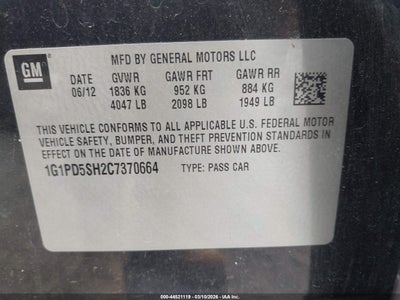 GM
MFD BY GENERAL MOTORS LLC
DATE GVWR GAWR FRT GAWR RR
06/12 1836 KG 952 KG 884 KG
4047 LB 2098 LB 1949 LB
THIS VEHICLE CONFORMS TO ALL APPLICABLE U.S. FEDERAL MOTOR
VEHICLE SAFETY, BUMPER, AND THEFT PREVENTION STANDARDS IN
EFFECT ON THE DATE OF MANUFACTURE SHOWN ABOVE.
1G1PD5SH2C7370664 TYPE: PASS CAR
000-44521119 - 03/10/2026 - IAA